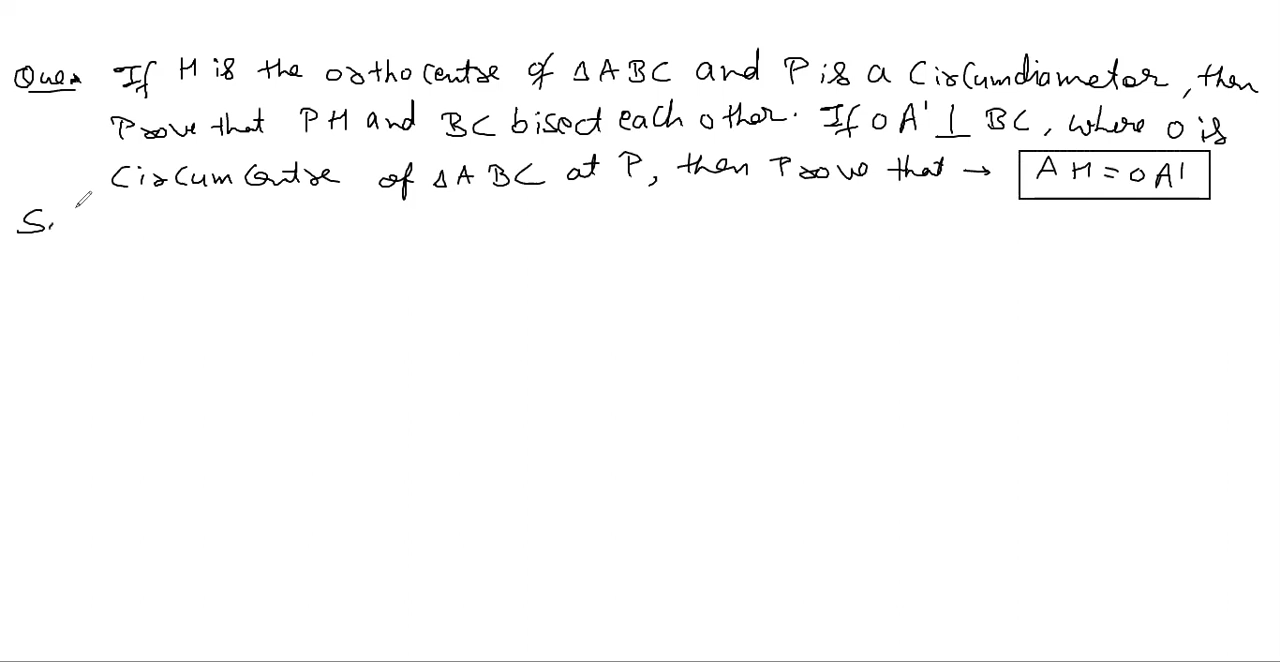 Ques If H is the orthocentre of ΔABC and P is a Circumdiameter, then
Prove that PH and BC bisect each other. If OA' ⊥ BC, where O is
Circumcentre of ΔABC at P, then Prove that → AH = OA'
S.